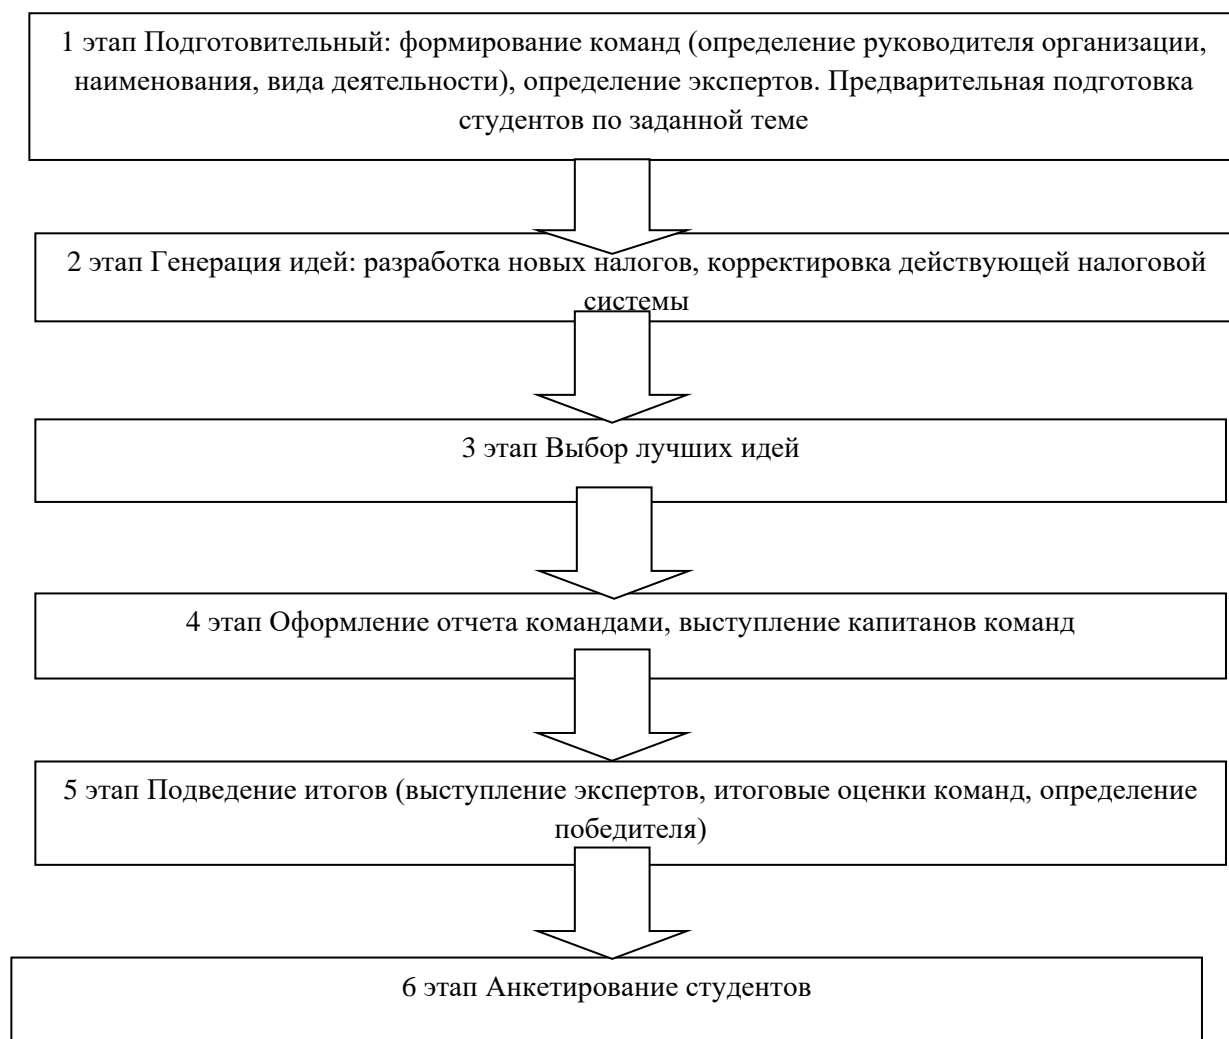 1 этап Подготовительный: формирование команд (определение руководителя организации,
наименования, вида деятельности), определение экспертов. Предварительная подготовка
студентов по заданной теме
2 этап Генерация идей: разработка новых налогов, корректировка действующей налоговой
системы
3 этап Выбор лучших идей
4 этап Оформление отчета командами, выступление капитанов команд
5 этап Подведение итогов (выступление экспертов, итоговые оценки команд, определение
победителя)
6 этап Анкетирование студентов